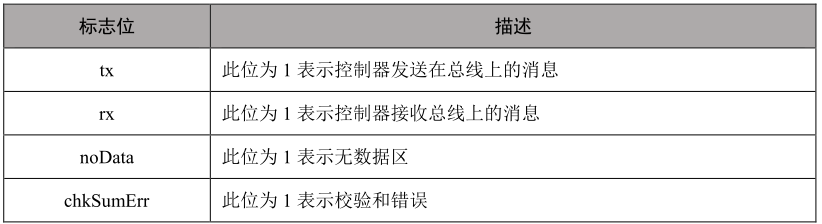 标志位 描述
tx 此位为 1 表示控制器发送在总线上的消息
rx 此位为 1 表示控制器接收总线上的消息
noData 此位为 1 表示无数据区
chkSumErr 此位为 1 表示校验和错误